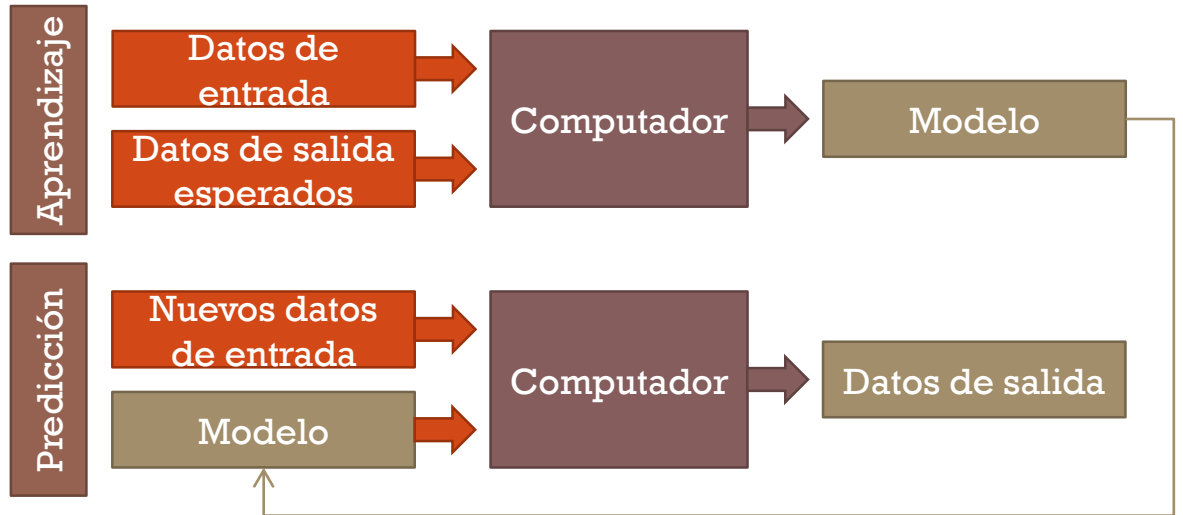 Aprendizaje
Datos de
entrada
Datos de salida
esperados
Computador
Modelo
Predicción
Nuevos datos
de entrada
Modelo
Computador
Datos de salida